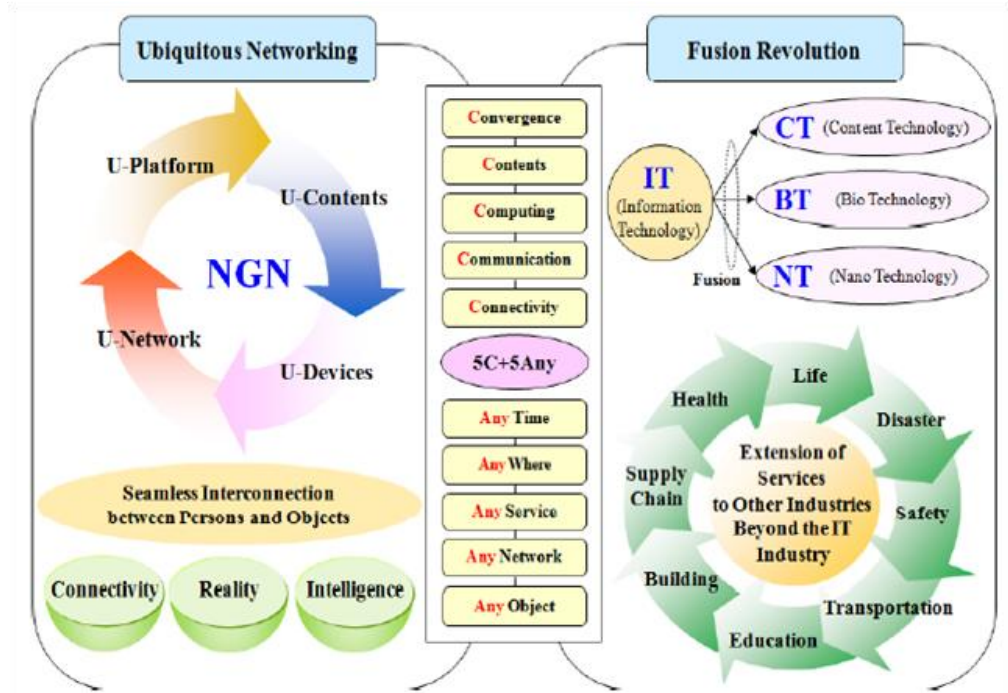 Ubiquitous Networking
U-Platform
U-Contents
NGN
U-Network
U-Devices
Seamless Interconnection
between Persons and Objects
Connectivity
Reality
Intelligence
Convergence
Contents
Computing
Communication
Connectivity
5C+5Any
Any Time
Any Where
Any Service
Any Network
Any Object
Fusion Revolution
IT
(Information
Technology)
Fusion
CT (Content Technology)
BT (Bio Technology)
NT (Nano Technology)
Life
Disaster
Safety
Transportation
Education
Building
Supply
Chain
Health
Extension of
Services
to Other Industries
Beyond the IT
Industry